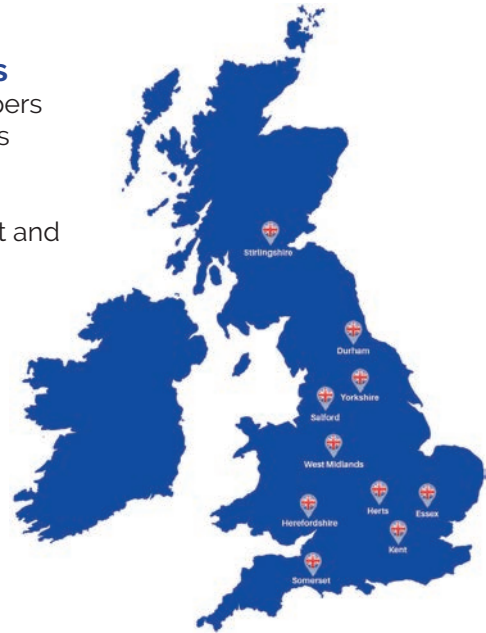 s
bers
s
t and
Stirlingshire
Durham
Yorkshire
Salford
West Midlands
Herts
Essex
Herefordshire
Kent
Somerset